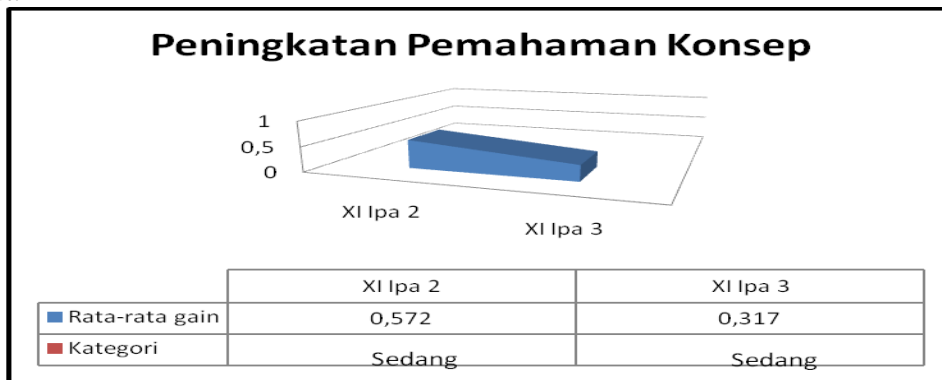 Peningkatan Pemahaman Konsep
1
0,5
0
XI Ipa 2
XI Ipa 3
XI Ipa 2 XI Ipa 3
Rata-rata gain 0,572 0,317
Kategori Sedang Sedang